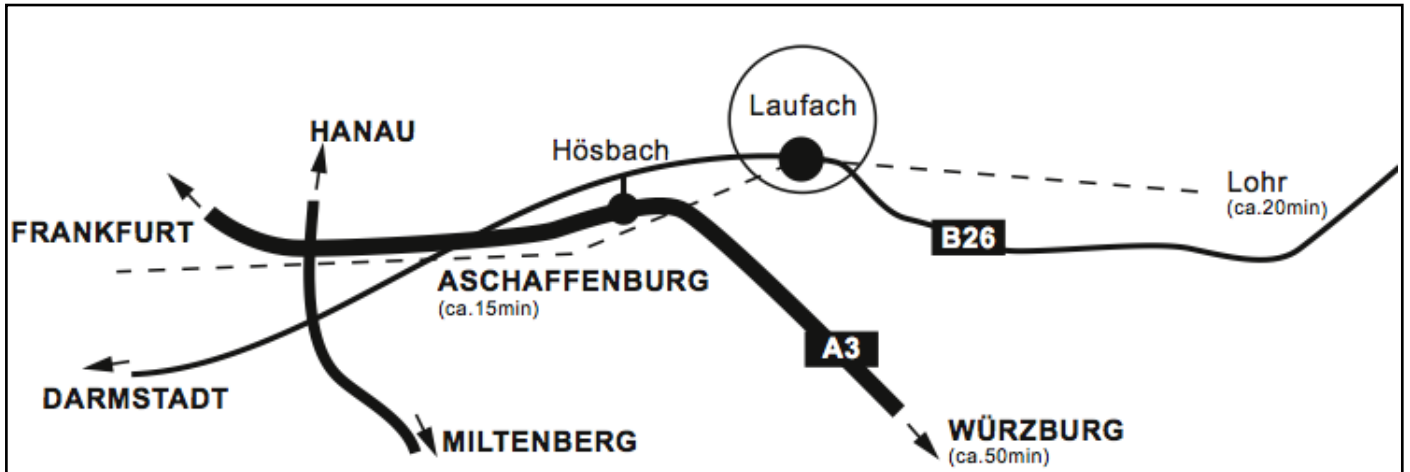 Laufach
HANAU
Hösbach
Lohr
(ca.20min)
FRANKFURT
B26
ASCHAFFENBURG
(ca.15min)
A3
DARMSTADT
MILTENBERG
WÜRZBURG
(ca.50min)